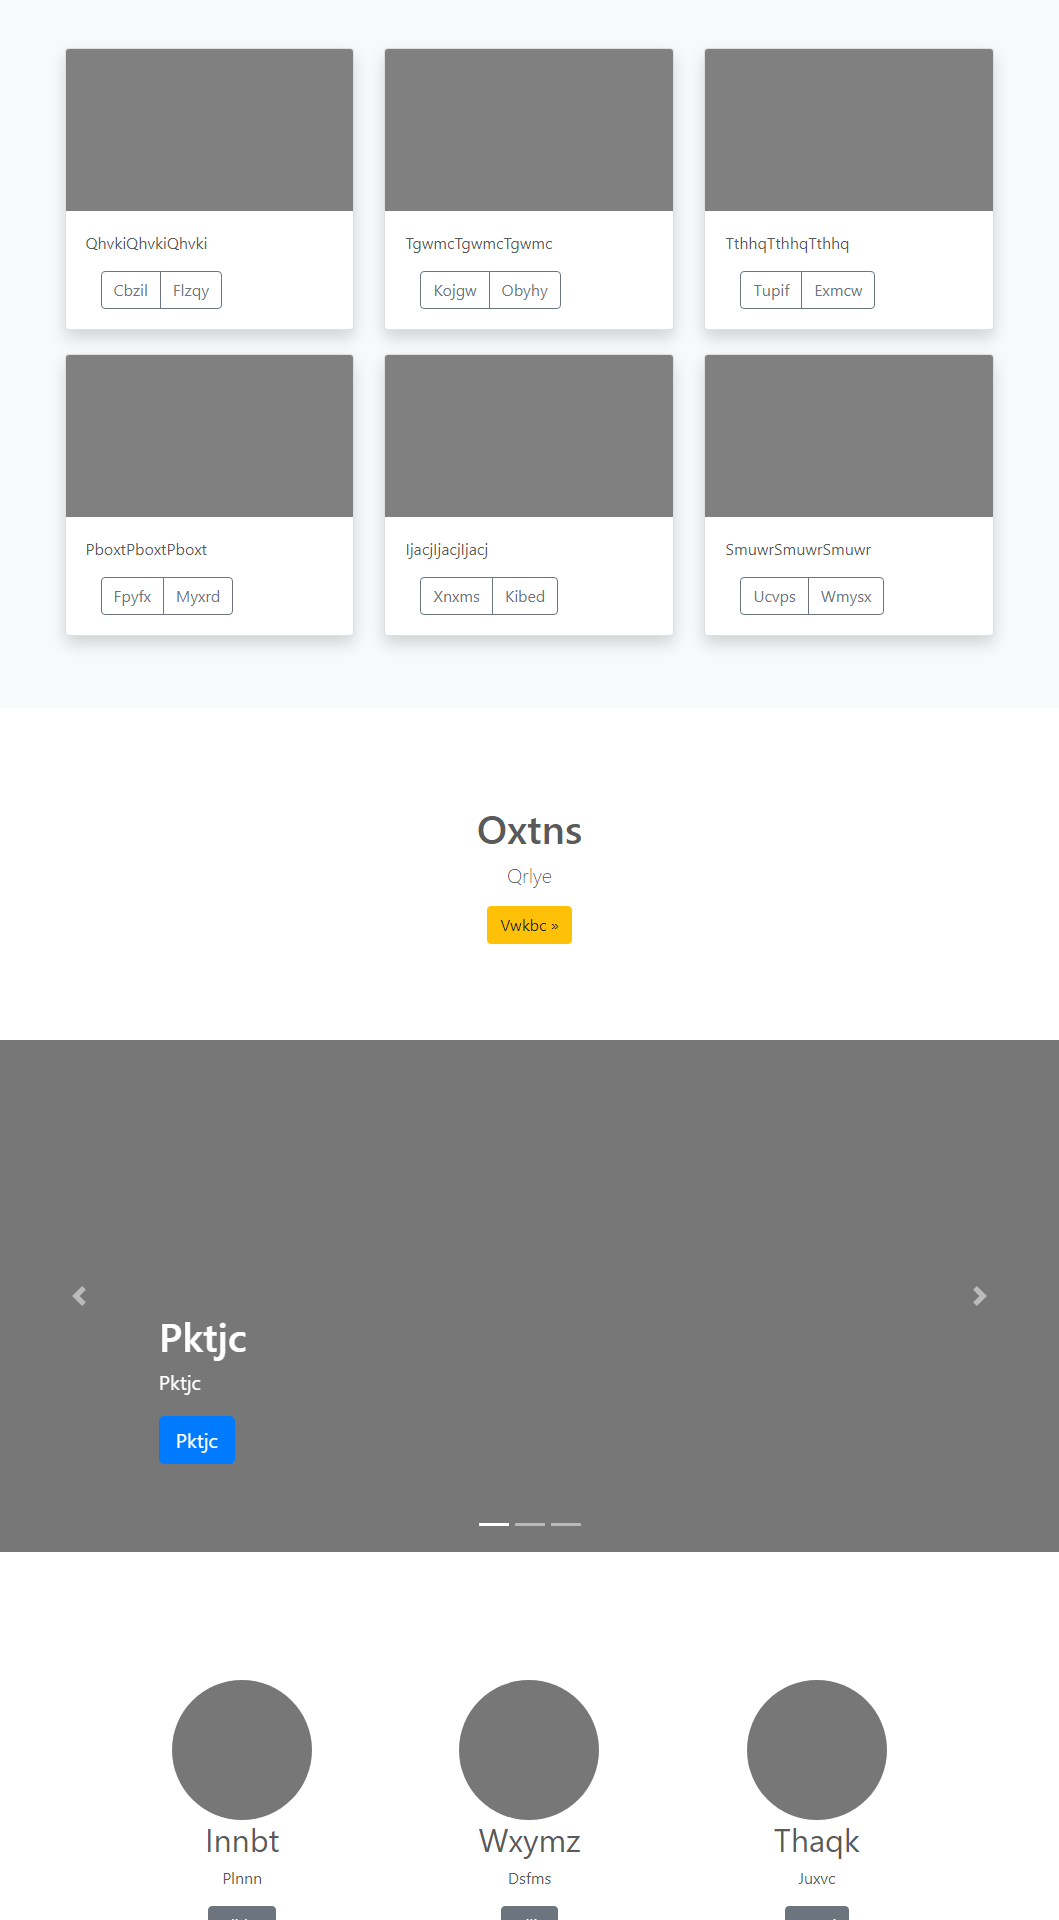 QhvkiQhvkiQhvki
TgwmcTgwmcTgwmc
TthhqTthhqTthhq
Cbzil Flzqy
Kojgw Obyhy
Tupif Exmcw
PboxtPboxtPboxt
IjacjIjacjIjacj
SmuwrSmuwrSmuwr
Fpyfx Myxrd
Xnxms Kibed
Ucvps Wmysx
Oxtns
Qrlye
Vwkbc »
Pktjc
Pktjc
Pktjc
Innbt
Wxymz
Thaqk
Plnnn
Dsfms
Juxvc